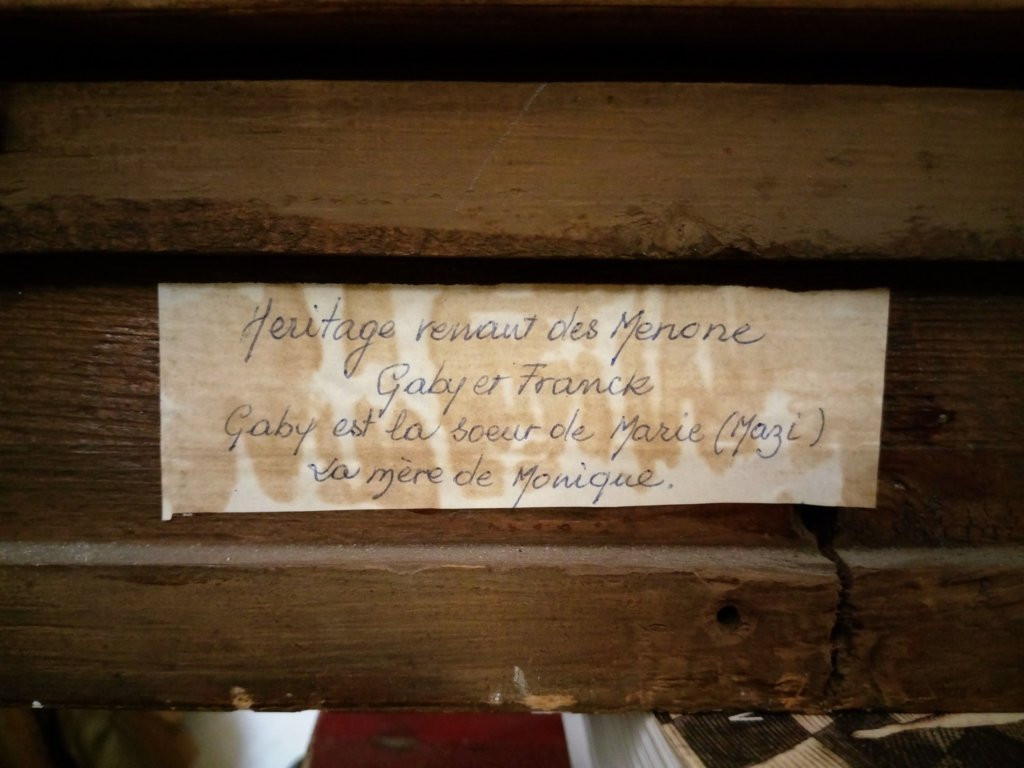 Heritage venant des Menone
Gaby et Franck
Gaby est la soeur de Marie (Mazi)
La mère de Monique.